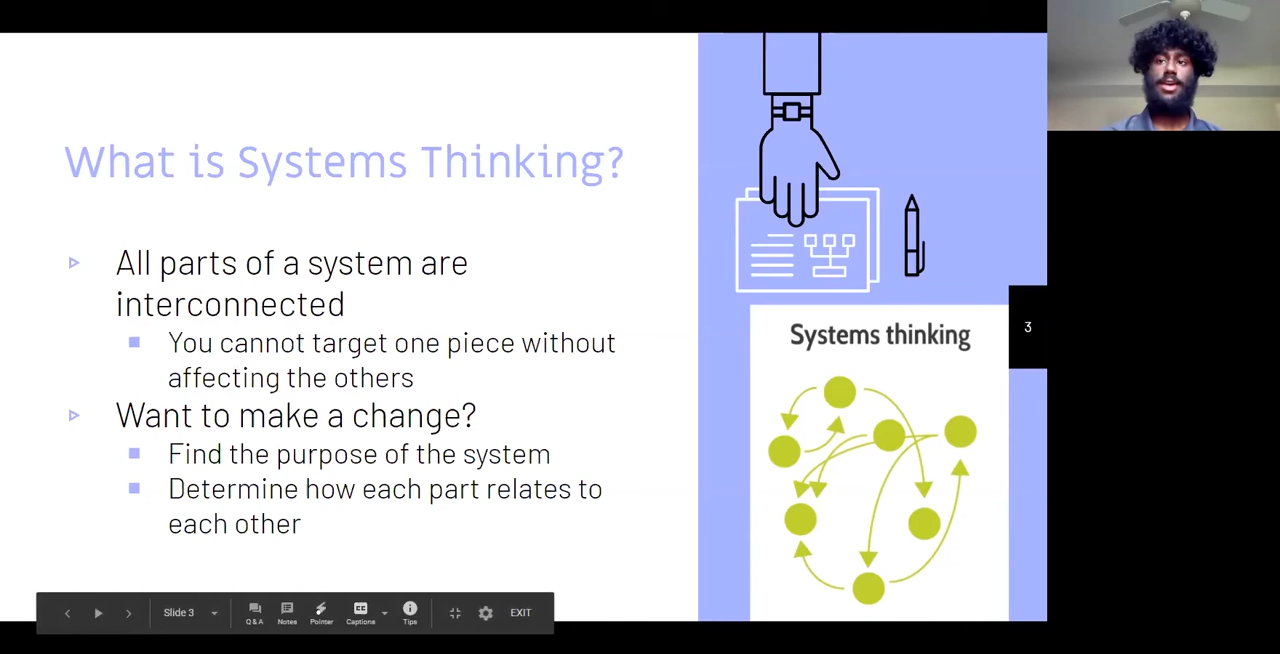 What is Systems Thinking?
All parts of a system are
interconnected
You cannot target one piece without
affecting the others
Want to make a change?
Find the purpose of the system
Determine how each part relates to
each other
3
Systems thinking
Slide 3
Q & A
Notes
Pointer
CC
Captions
Tips
EXIT